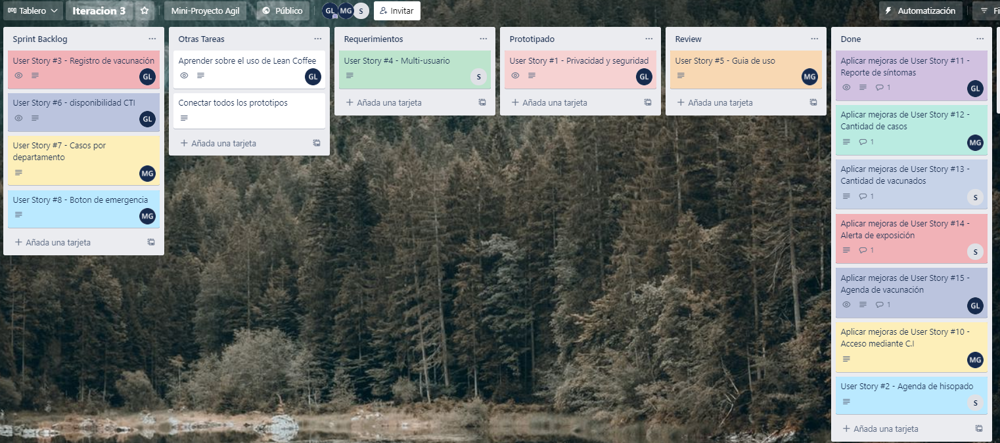 Tablero
Iteracion 3
Mini-Proyecto Agil
Público
GL
MG
S
Invitar
Automatización
Fi
Sprint Backlog
User Story #3 - Registro de vacunación
GL
User Story #6 - disponibilidad CTI
GL
User Story #7 - Casos por
departamento
MG
User Story #8 - Boton de emergencia
MG
Añada una tarjeta
Otras Tareas
Aprender sobre el uso de Lean Coffee
GL
Conectar todos los prototipos
Añada una tarjeta
Requerimientos
User Story #4 - Multi-usuario
S
Añada una tarjeta
Prototipado
User Story #1 - Privacidad y seguridad
GL
Añada una tarjeta
Review
User Story #5 - Guia de uso
MG
Añada una tarjeta
Done
Aplicar mejoras de User Story #11 -
Reporte de síntomas
1
GL
Aplicar mejoras de User Story #12 -
Cantidad de casos
1
MG
Aplicar mejoras de User Story #13 -
Cantidad de vacunados
1
S
Aplicar mejoras de User Story #14 -
Alerta de exposición
1
S
Aplicar mejoras de User Story #15 -
Agenda de vacunación
1
GL
Aplicar mejoras de User Story #10 -
Acceso mediante C.I
MG
User Story #2 - Agenda de hisopado
S
Añada una tarjeta